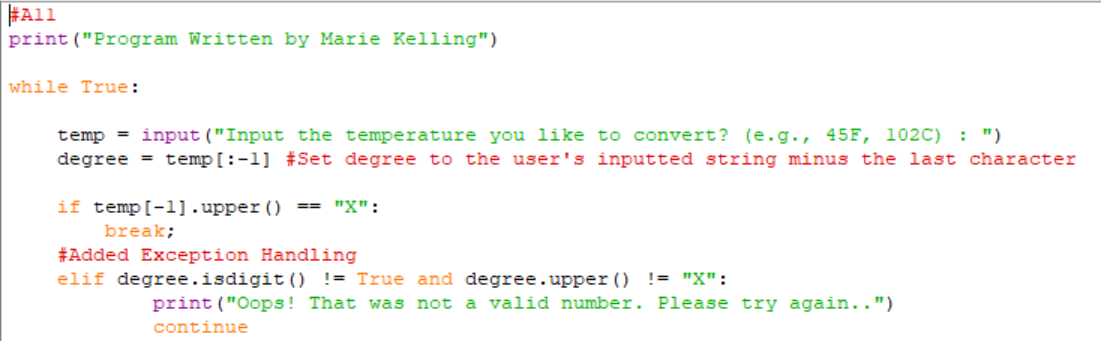 #All
print("Program Written by Marie Kelling")
while True:
temp = input("Input the temperature you like to convert? (e.g., 45F, 102C) : ")
degree = temp[:-1] #Set degree to the user's inputted string minus the last character
if temp[-1].upper() == "X":
break;
#Added Exception Handling
elif degree.isdigit() != True and degree.upper() != "X":
print("Oops! That was not a valid number. Please try again..")
continue